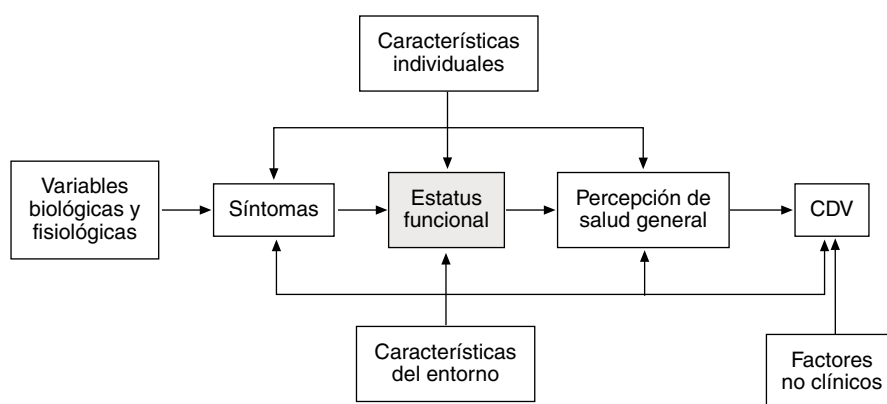 Características
individuales
Variables
biológicas y
fisiológicas
Síntomas
Estatus
funcional
Percepción de
salud general
CDV
Características
del entorno
Factores
no clínicos